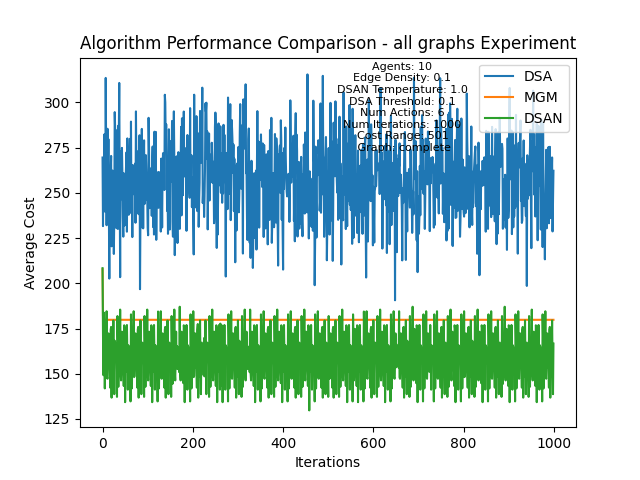 Algorithm Performance Comparison - all graphs Experiment
Agents: 10
Edge Density: 0.1
DSAN Temperature: 1.0
DSA Threshold: 0.1
Num Actions: 6
Num Iterations: 1000
Cost Range: 501
Graph: complete
DSA
MGM
DSAN
Average Cost
300
275
250
225
200
175
150
125
0
200
400
600
800
1000
Iterations